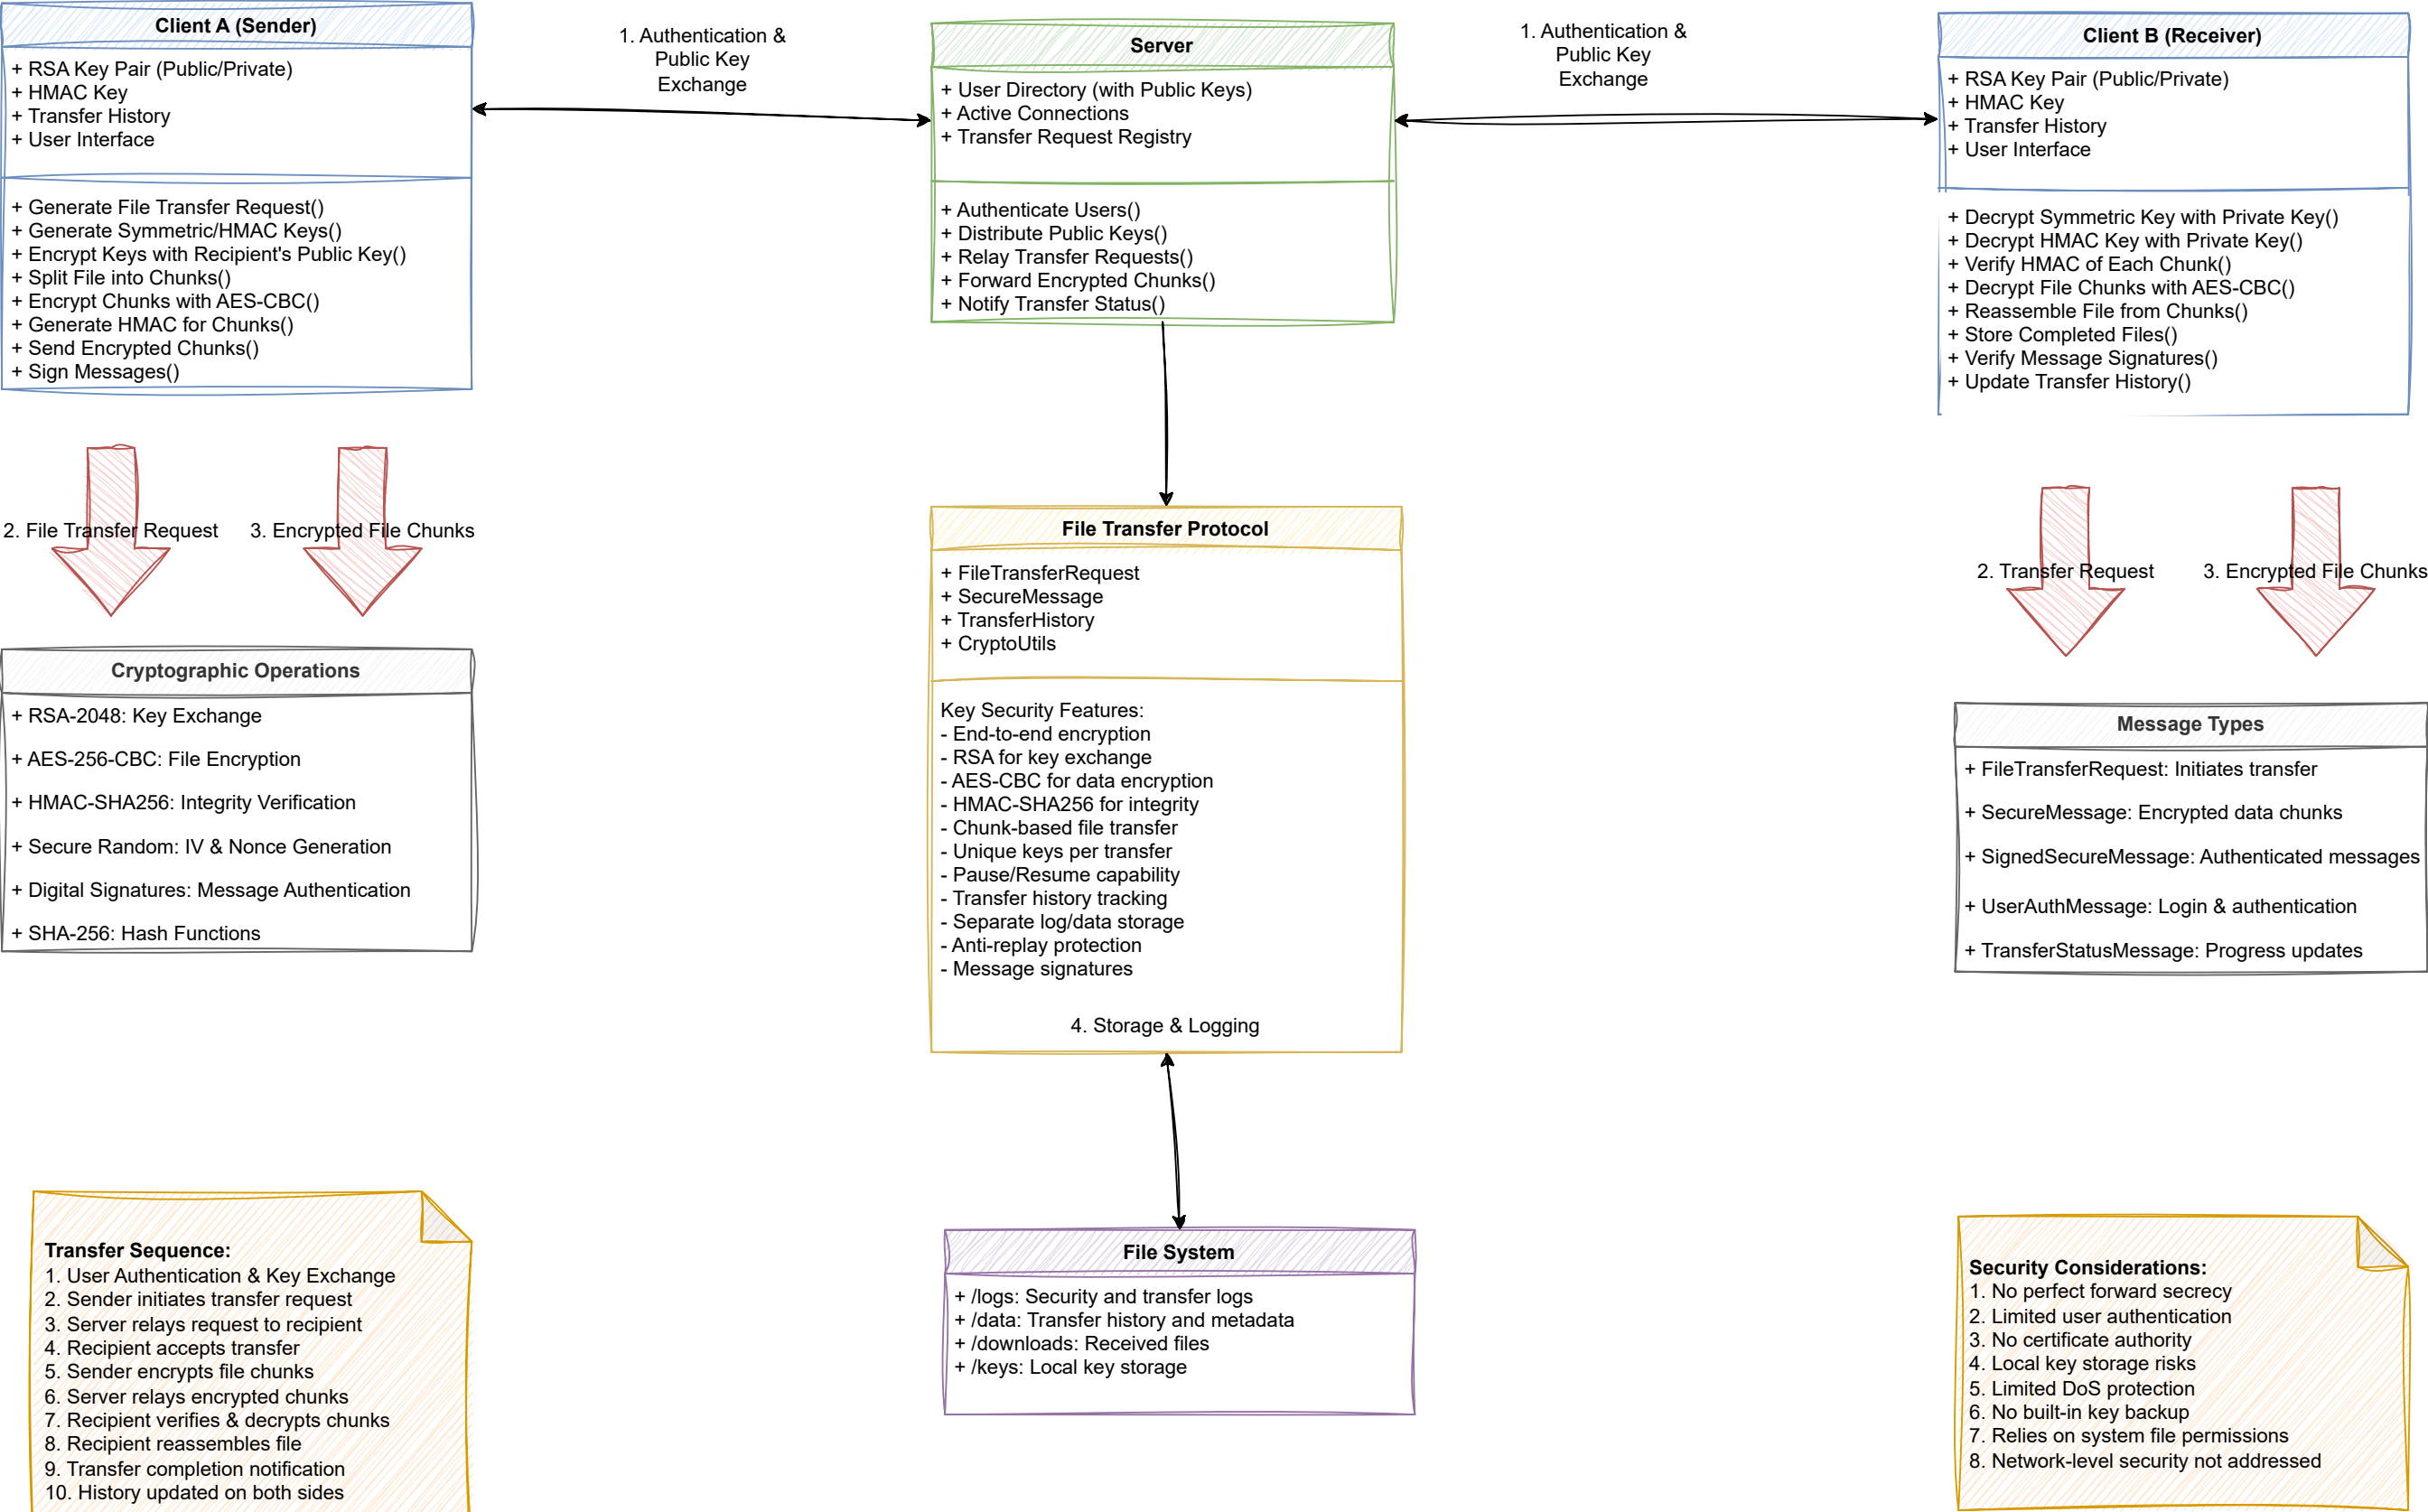 Client A (Sender)
+ RSA Key Pair (Public/Private)
+ HMAC Key
+ Transfer History
+ User Interface
+ Generate File Transfer Request()
+ Generate Symmetric/HMAC Keys()
+ Encrypt Keys with Recipient's Public Key()
+ Split File into Chunks()
+ Encrypt Chunks with AES-CBC()
+ Generate HMAC for Chunks()
+ Send Encrypted Chunks()
+ Sign Messages()
1. Authentication &
Public Key
Exchange
Server
+ User Directory (with Public Keys)
+ Active Connections
+ Transfer Request Registry
+ Authenticate Users()
+ Distribute Public Keys()
+ Relay Transfer Requests()
+ Forward Encrypted Chunks()
+ Notify Transfer Status()
1. Authentication &
Public Key
Exchange
Client B (Receiver)
+ RSA Key Pair (Public/Private)
+ HMAC Key
+ Transfer History
+ User Interface
+ Decrypt Symmetric Key with Private Key()
+ Decrypt HMAC Key with Private Key()
+ Verify HMAC of Each Chunk()
+ Decrypt File Chunks with AES-CBC()
+ Reassemble File from Chunks()
+ Store Completed Files()
+ Verify Message Signatures()
+ Update Transfer History()
2. File Transfer Request
3. Encrypted File Chunks
2. Transfer Request
3. Encrypted File Chunks
Cryptographic Operations
+ RSA-2048: Key Exchange
+ AES-256-CBC: File Encryption
+ HMAC-SHA256: Integrity Verification
+ Secure Random: IV & Nonce Generation
+ Digital Signatures: Message Authentication
+ SHA-256: Hash Functions
File Transfer Protocol
+ FileTransferRequest
+ SecureMessage
+ TransferHistory
+ CryptoUtils
Key Security Features:
- End-to-end encryption
- RSA for key exchange
- AES-CBC for data encryption
- HMAC-SHA256 for integrity
- Chunk-based file transfer
- Unique keys per transfer
- Pause/Resume capability
- Transfer history tracking
- Separate log/data storage
- Anti-replay protection
- Message signatures
4. Storage & Logging
Message Types
+ FileTransferRequest: Initiates transfer
+ SecureMessage: Encrypted data chunks
+ SignedSecureMessage: Authenticated messages
+ UserAuthMessage: Login & authentication
+ TransferStatusMessage: Progress updates
Transfer Sequence:
1. User Authentication & Key Exchange
2. Sender initiates transfer request
3. Server relays request to recipient
4. Recipient accepts transfer
5. Sender encrypts file chunks
6. Server relays encrypted chunks
7. Recipient verifies & decrypts chunks
8. Recipient reassembles file
9. Transfer completion notification
10. History updated on both sides
File System
+ /logs: Security and transfer logs
+ /data: Transfer history and metadata
+ /downloads: Received files
+ /keys: Local key storage
Security Considerations:
1. No perfect forward secrecy
2. Limited user authentication
3. No certificate authority
4. Local key storage risks
5. Limited DoS protection
6. No built-in key backup
7. Relies on system file permissions
8. Network-level security not addressed